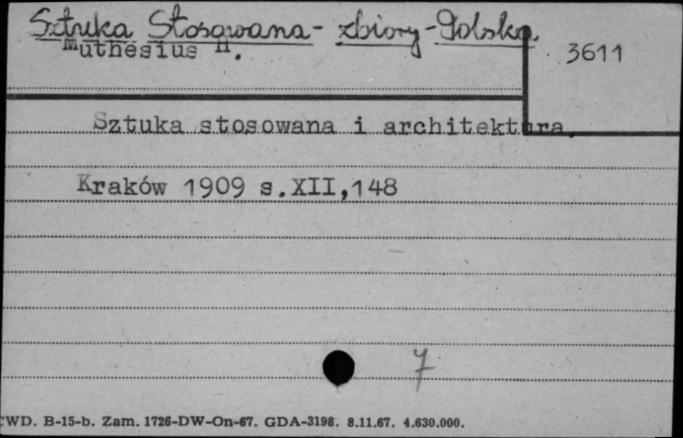 Sztuka Stosowana - zbiory - Polska.
Muthesius H.
3611
Sztuka stosowana i architektura.
Kraków 1909 s.XII,148
7
CWD. B-15-b. Zam. 1726-DW-On-67. GDA-3198. 8.11.67. 4.630.000.